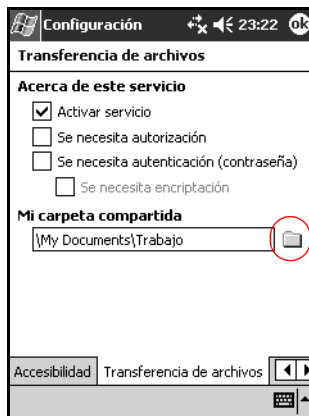 Configuración 23:22 ok
Transferencia de archivos
Acerca de este servicio
Activar servicio
Se necesita autorización
Se necesita autenticación (contraseña)
Se necesita encriptación
Mi carpeta compartida
\My Documents\Trabajo
Accesibilidad Transferencia de archivos